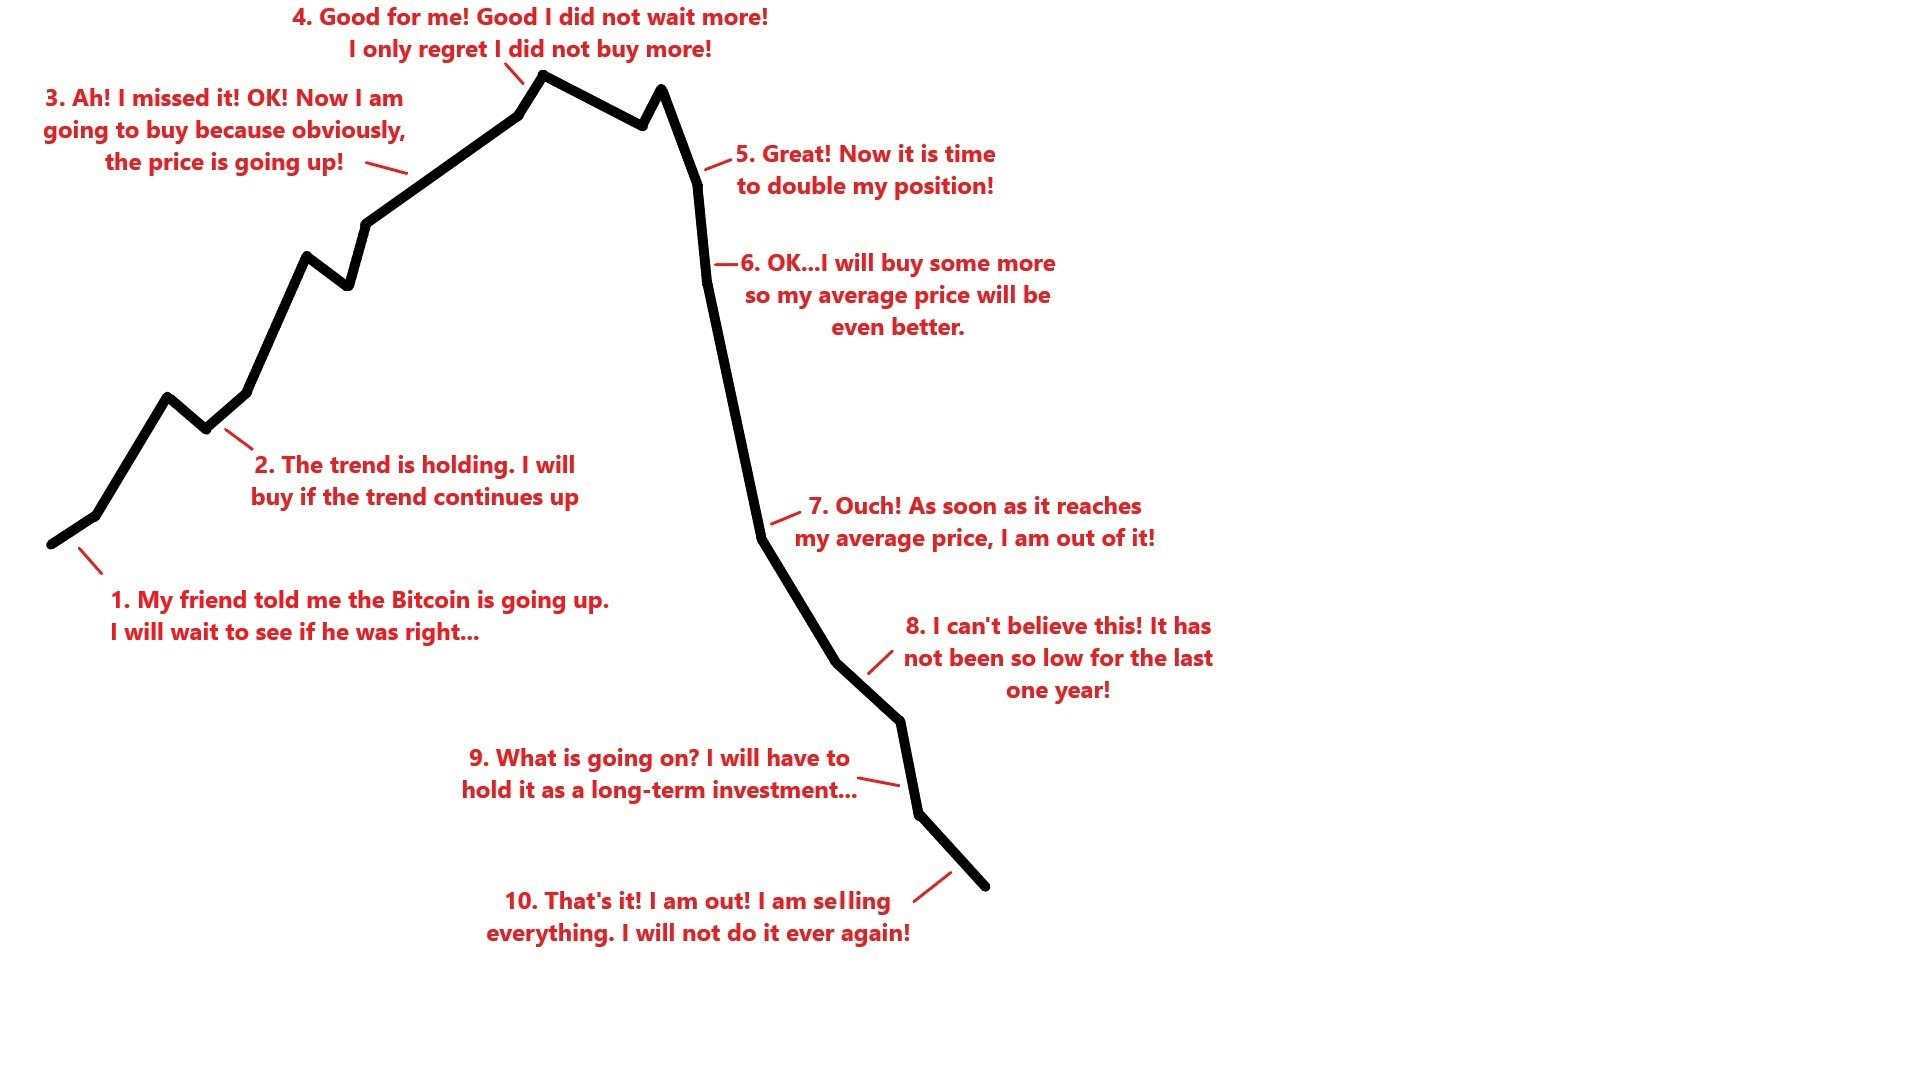 4. Good for me! Good I did not wait more!
I only regret I did not buy more!
3. Ah! I missed it! OK! Now I am
going to buy because obviously,
the price is going up!
5. Great! Now it is time
to double my position!
6. OK...I will buy some more
so my average price will be
even better.
2. The trend is holding. I will
buy if the trend continues up
7. Ouch! As soon as it reaches
my average price, I am out of it!
1. My friend told me the Bitcoin is going up.
I will wait to see if he was right...
8. I can't believe this! It has
not been so low for the last
one year!
9. What is going on? I will have to
hold it as a long-term investment...
10. That's it! I am out! I am selling
everything. I will not do it ever again!